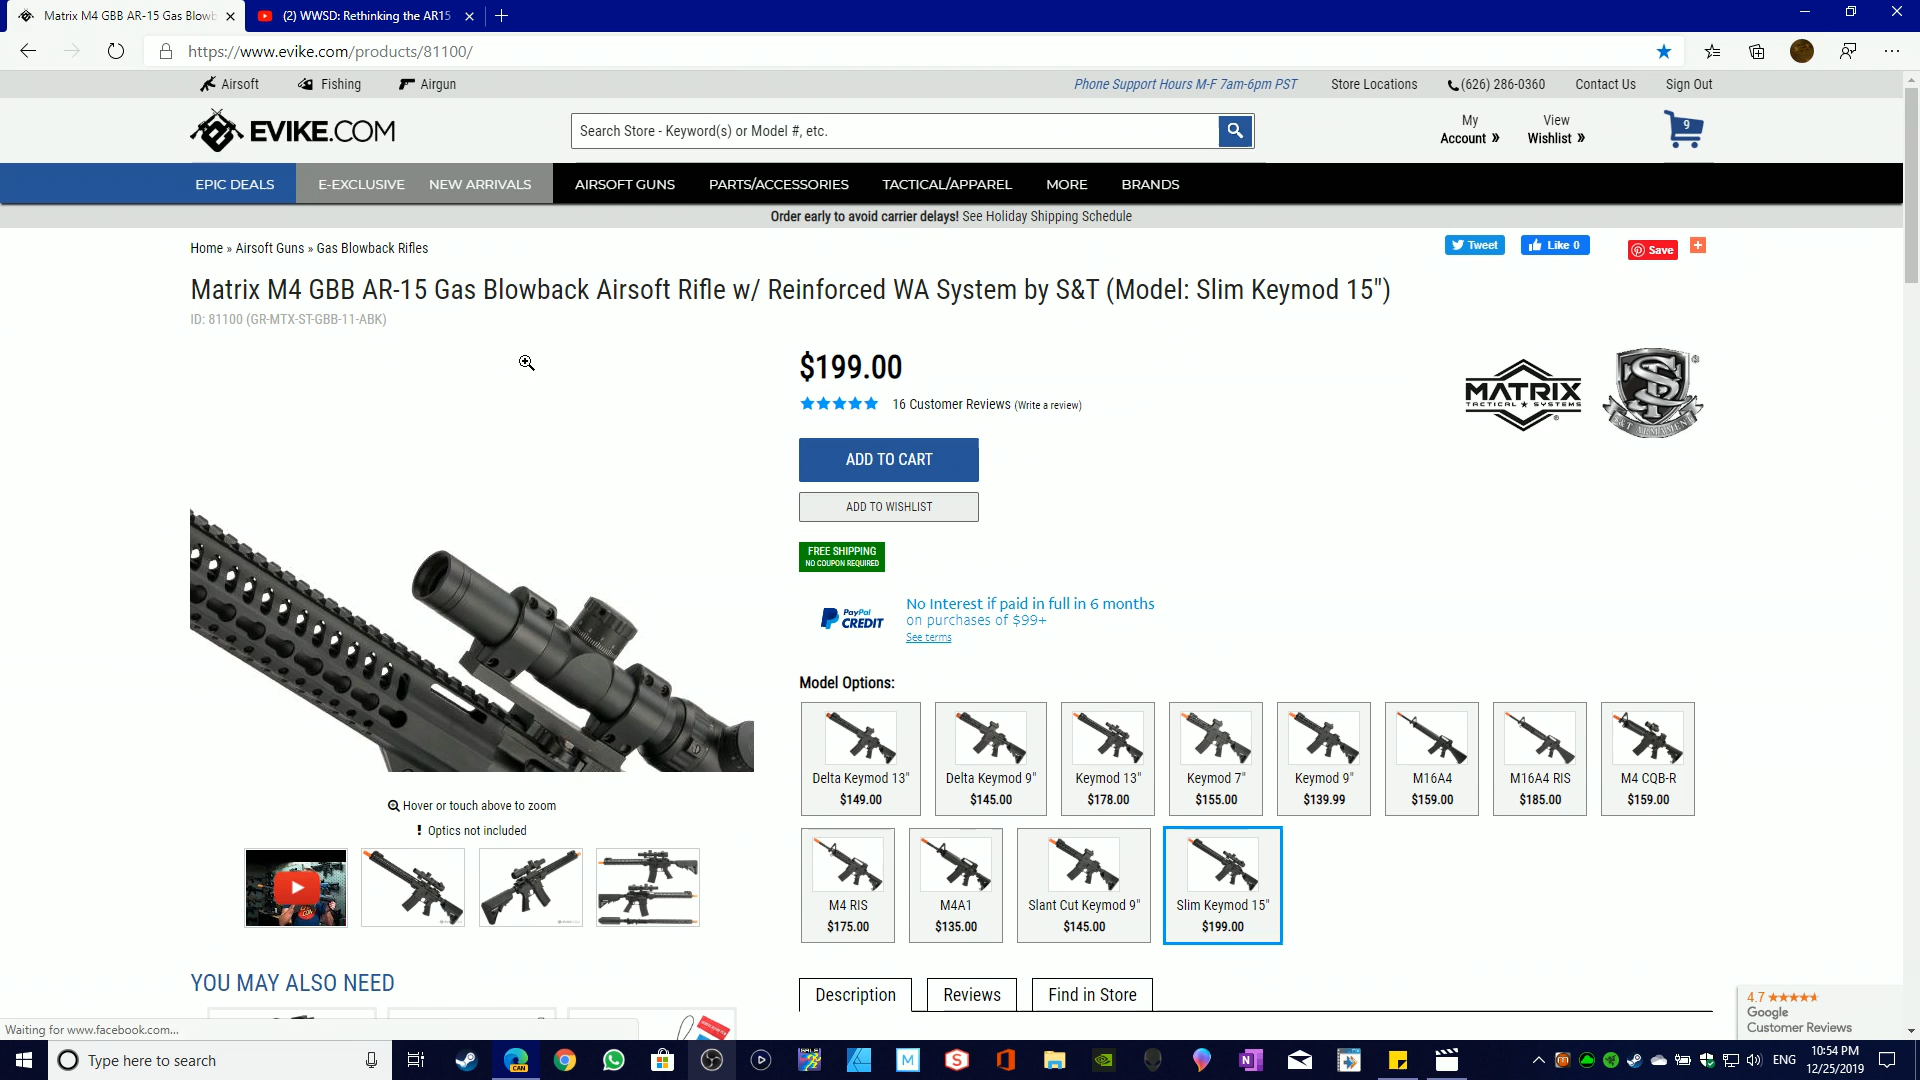 Matrix M4 GBB AR-15 Gas Blowb
(2) WWSD: Rethinking the AR15
https://www.evike.com/products/81100/
Airsoft
Fishing
Airgun
Phone Support Hours M-F 7am-6pm PST
Store Locations
(626) 286-0360
Contact Us
Sign Out
EVIKE.COM
Search Store - Keyword(s) or Model #, etc.
My
Account »
View
Wishlist »
9
EPIC DEALS
E-EXCLUSIVE
NEW ARRIVALS
AIRSOFT GUNS
PARTS/ACCESSORIES
TACTICAL/APPAREL
MORE
BRANDS
Order early to avoid carrier delays! See Holiday Shipping Schedule
Home » Airsoft Guns » Gas Blowback Rifles
Tweet
Like 0
Save
Matrix M4 GBB AR-15 Gas Blowback Airsoft Rifle w/ Reinforced WA System by S&T (Model: Slim Keymod 15")
ID: 81100 (GR-MTX-ST-GBB-11-ABK)
$199.00
16 Customer Reviews (Write a review)
MATRIX
TACTICAL ★ SYSTEMS
S&T ARMAMENT
ADD TO CART
ADD TO WISHLIST
FREE SHIPPING
NO COUPON REQUIRED
PayPal
CREDIT
No Interest if paid in full in 6 months
on purchases of $99+
See terms
Model Options:
Delta Keymod 13"
$149.00
Delta Keymod 9"
$145.00
Keymod 13"
$178.00
Keymod 7"
$155.00
Keymod 9"
$139.99
M16A4
$159.00
M16A4 RIS
$185.00
M4 CQB-R
$159.00
M4 RIS
$175.00
M4A1
$135.00
Slant Cut Keymod 9"
$145.00
Slim Keymod 15"
$199.00
Hover or touch above to zoom
! Optics not included
YOU MAY ALSO NEED
Description
Reviews
Find in Store
4.7
Google
Customer Reviews
Waiting for www.facebook.com...
Type here to search
CAN
ENG
10:54 PM
12/25/2019